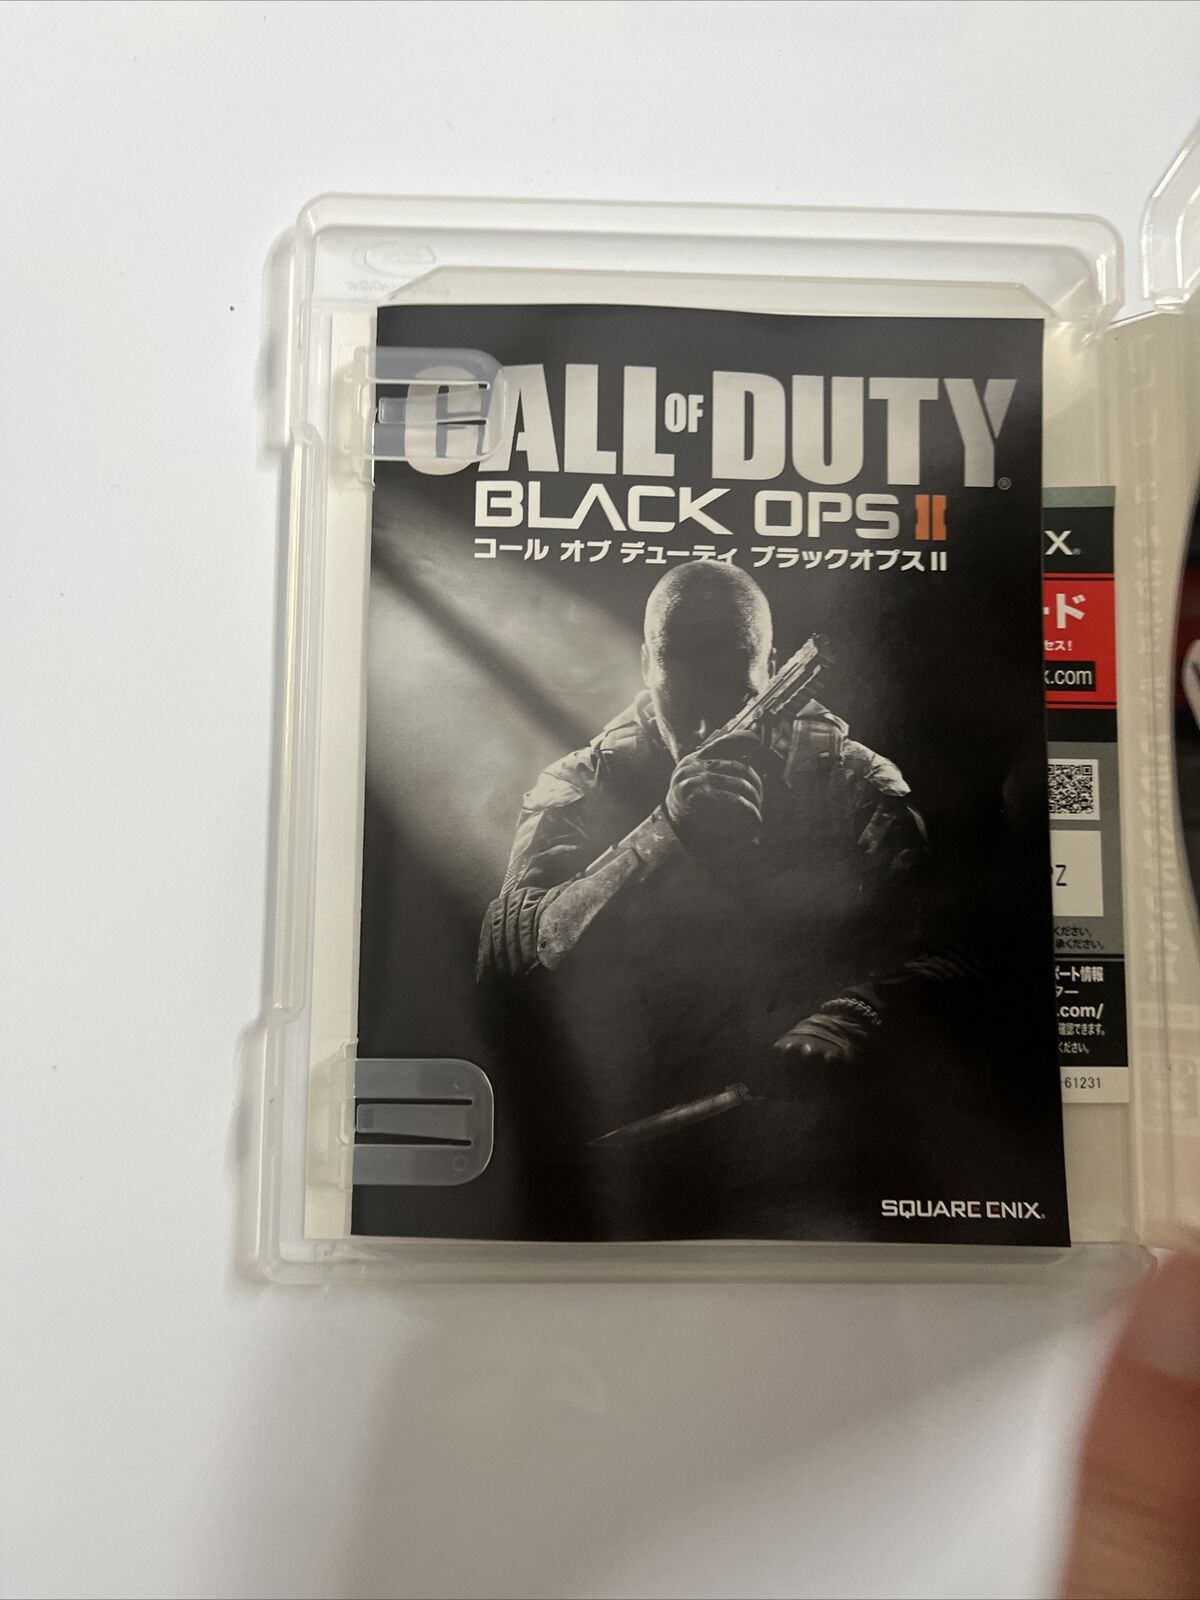 CALL OF DUTY®
BLACK OPS II
コール オブ デューティ ブラックオプス II
SQUARE ENIX.
X.
ード
セス!
x.com
Z
ください。
承ください。
ポート情報
ター
.com/
確認できます。
ください。
-61231